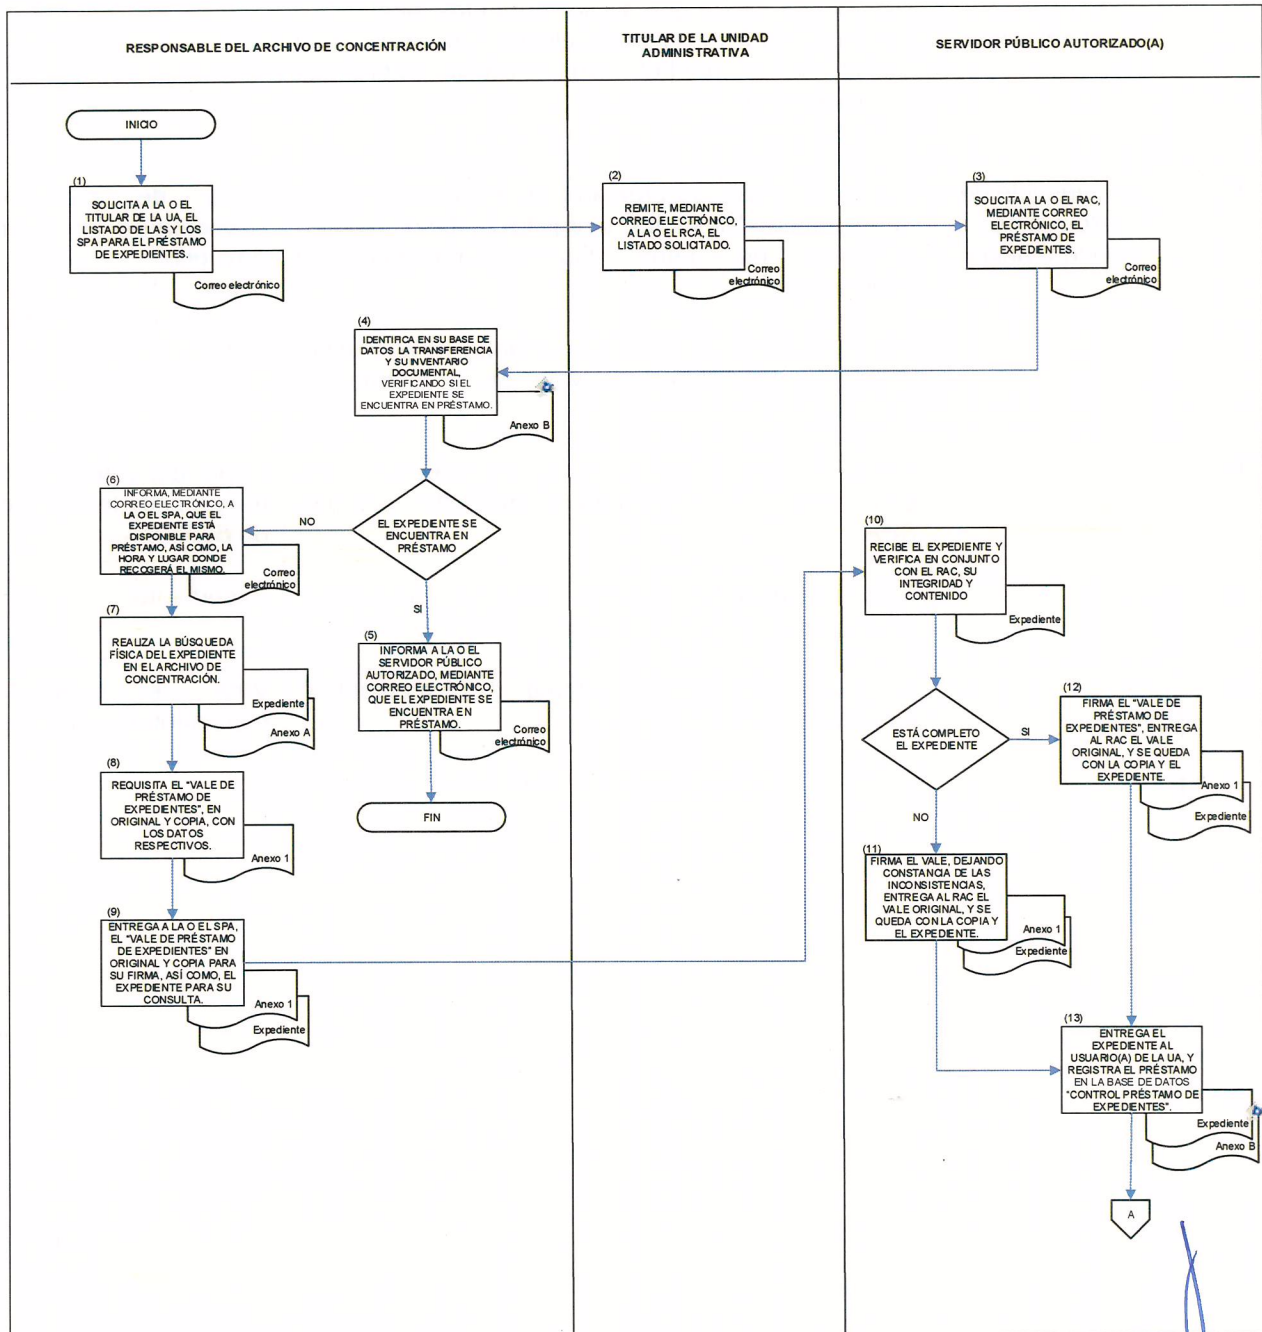 RESPONSABLE DEL ARCHIVO DE CONCENTRACIÓN
TITULAR DE LA UNIDAD
ADMINISTRATIVA
SERVIDOR PÚBLICO AUTORIZADO(A)
INICIO
(1)
SOLICITA A LA O EL
TITULAR DE LA UA, EL
LISTADO DE LAS Y LOS
SPA PARA EL PRÉSTAMO
DE EXPEDIENTES.
Correo electrónico
(2)
REMITE, MEDIANTE
CORREO ELECTRÓNICO,
A LA O EL RCA, EL
LISTADO SOLICITADO.
Correo
electrónico
(3)
SOLICITA A LA O EL RAC,
MEDIANTE CORREO
ELECTRÓNICO, EL
PRÉSTAMO DE
EXPEDIENTES.
Correo
electrónico
(4)
IDENTIFICA EN SU BASE DE
DATOS LA TRANSFERENCIA
Y SU INVENTARIO
DOCUMENTAL,
VERIFICANDO SI EL
EXPEDIENTE SE
ENCUENTRA EN PRÉSTAMO.
Anexo B
EL EXPEDIENTE SE
ENCUENTRA EN
PRÉSTAMO
NO
SI
(5)
INFORMA A LA O EL
SERVIDOR PÚBLICO
AUTORIZADO, MEDIANTE
CORREO ELECTRÓNICO,
QUE EL EXPEDIENTE SE
ENCUENTRA EN
PRÉSTAMO.
Correo
electrónico
FIN
(6)
INFORMA, MEDIANTE
CORREO ELECTRÓNICO, A
LA O EL SPA, QUE EL
EXPEDIENTE ESTÁ
DISPONIBLE PARA
PRÉSTAMO, ASÍ COMO, LA
HORA Y LUGAR DONDE
RECOGERÁ EL MISMO.
Correo
electrónico
(7)
REALIZA LA BÚSQUEDA
FÍSICA DEL EXPEDIENTE
EN EL ARCHIVO DE
CONCENTRACIÓN.
Expediente
Anexo A
(8)
REQUISITA EL "VALE DE
PRÉSTAMO DE
EXPEDIENTES", EN
ORIGINAL Y COPIA, CON
LOS DATOS
RESPECTIVOS.
Anexo 1
(9)
ENTREGA A LA O EL SPA,
EL "VALE DE PRÉSTAMO
DE EXPEDIENTES" EN
ORIGINAL Y COPIA PARA
SU FIRMA, ASÍ COMO, EL
EXPEDIENTE PARA SU
CONSULTA.
Anexo 1
Expediente
(10)
RECIBE EL EXPEDIENTE Y
VERIFICA EN CONJUNTO
CON EL RAC, SU
INTEGRIDAD Y
CONTENIDO
Expediente
ESTÁ COMPLETO
EL EXPEDIENTE
SI
NO
(11)
FIRMA EL VALE, DEJANDO
CONSTANCIA DE LAS
INCONSISTENCIAS,
ENTREGA AL RAC EL
VALE ORIGINAL, Y SE
QUEDA CON LA COPIA Y
EL EXPEDIENTE.
Anexo 1
Expediente
(12)
FIRMA EL "VALE DE
PRÉSTAMO DE
EXPEDIENTES", ENTREGA
AL RAC EL VALE
ORIGINAL, Y SE QUEDA
CON LA COPIA Y EL
EXPEDIENTE.
Anexo 1
Expediente
(13)
ENTREGA EL
EXPEDIENTE AL
USUARIO(A) DE LA UA, Y
REGISTRA EL PRÉSTAMO
EN LA BASE DE DATOS
"CONTROL PRÉSTAMO DE
EXPEDIENTES".
Expediente
Anexo B
A